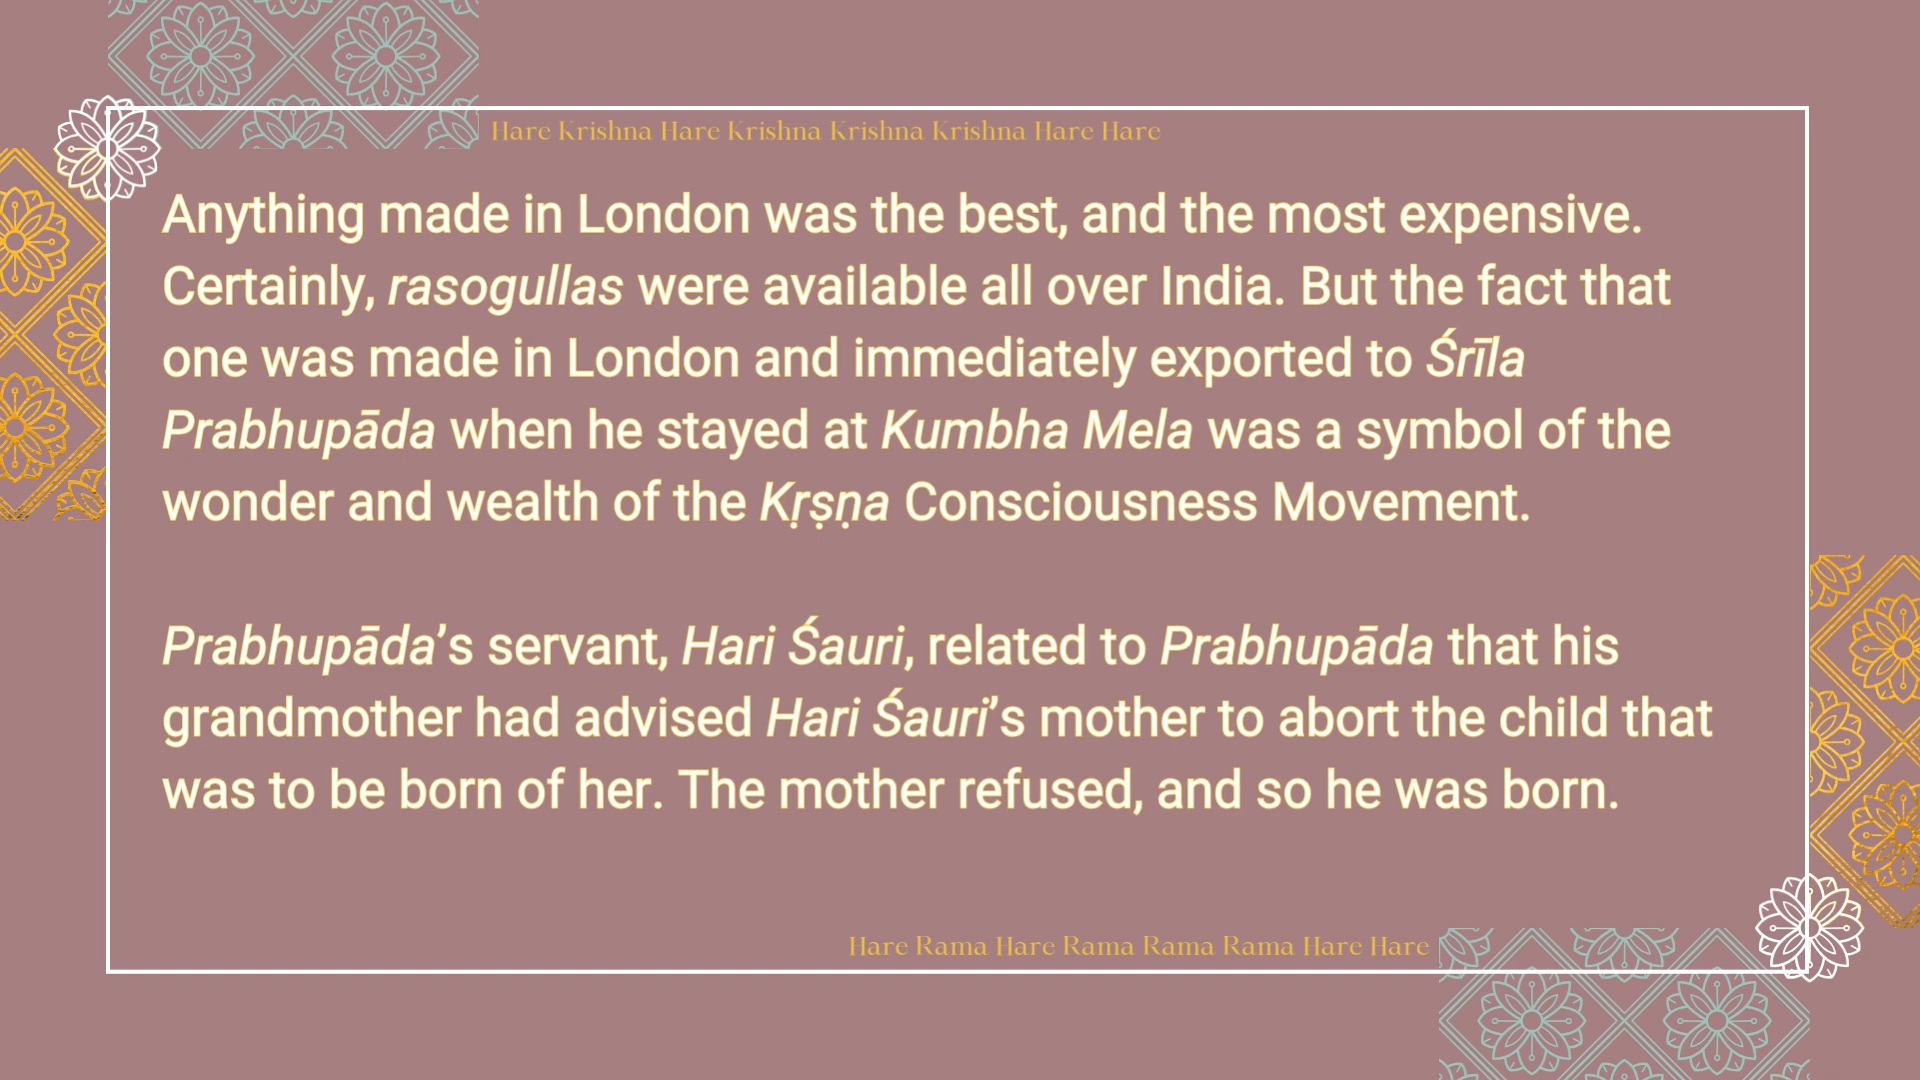 Hare Krishna Hare Krishna Krishna Krishna Hare Hare
Anything made in London was the best, and the most expensive.
Certainly, rasogullas were available all over India. But the fact that
one was made in London and immediately exported to Śrīla
Prabhupāda when he stayed at Kumbha Mela was a symbol of the
wonder and wealth of the Kṛṣṇa Consciousness Movement.
Prabhupāda’s servant, Hari Śauri, related to Prabhupāda that his
grandmother had advised Hari Śauri’s mother to abort the child that
was to be born of her. The mother refused, and so he was born.
Hare Rama Hare Rama Rama Rama Hare Hare